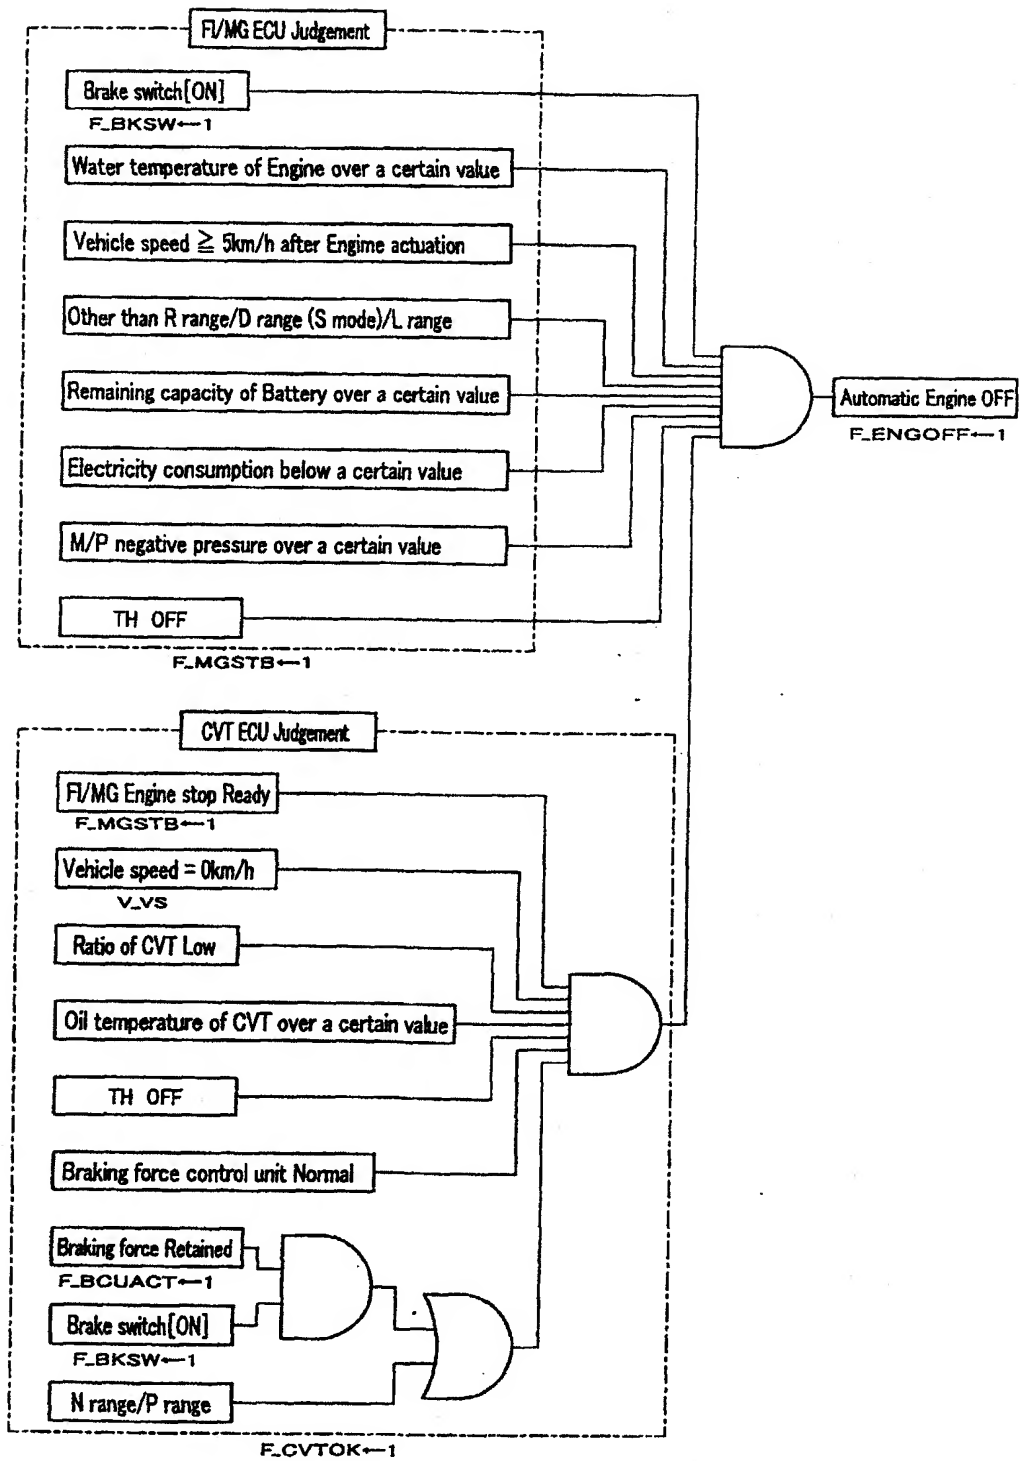 FI/MG ECU Judgement
Brake switch[ON]
F_BKSW←1
Water temperature of Engine over a certain value
Vehicle speed ≧ 5km/h after Engime actuation
Other than R range/D range (S mode)/L range
Remaining capacity of Battery over a certain value
Automatic Engine OFF
F_ENGOFF←1
Electricity consumption below a certain value
M/P negative pressure over a certain value
TH OFF
F_MGSTB←1
CVT ECU Judgement
FI/MG Engine stop Ready
F_MGSTB←1
Vehicle speed = 0km/h
V_VS
Ratio of CVT Low
Oil temperature of CVT over a certain value
TH OFF
Braking force control unit Normal
Braking force Retained
F_BCUACT←1
Brake switch[ON]
F_BKSW←1
N range/P range
F_CVTOK←1